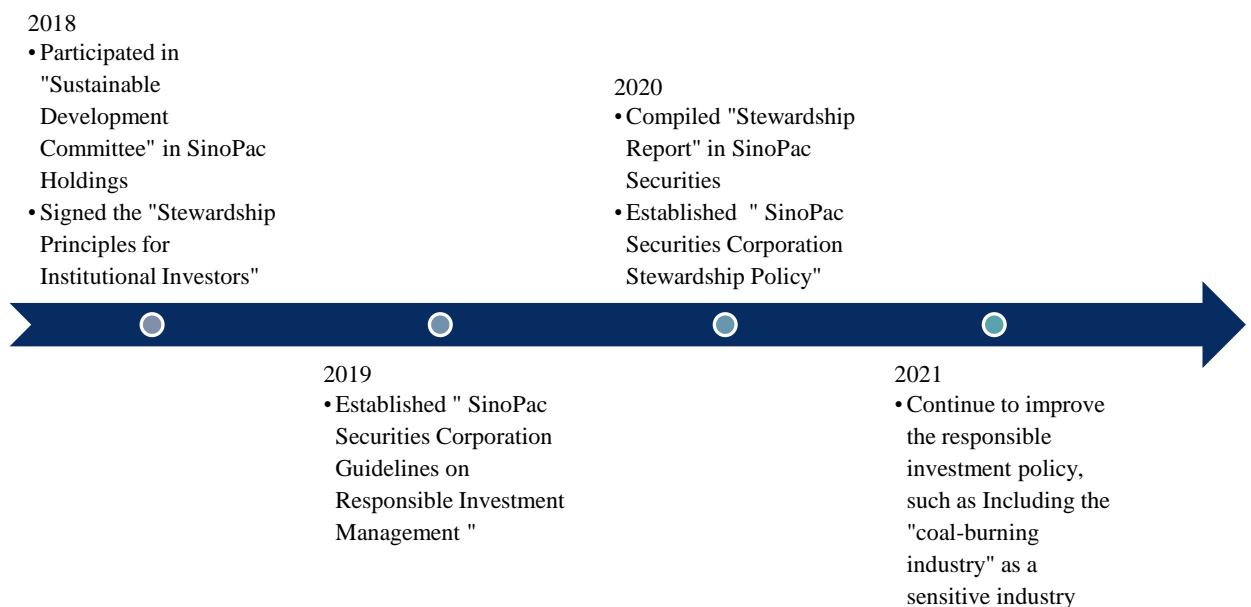 2018
• Participated in
"Sustainable
Development
Committee" in SinoPac
Holdings
• Signed the "Stewardship
Principles for
Institutional Investors"
2019
• Established " SinoPac
Securities Corporation
Guidelines on
Responsible Investment
Management "
2020
• Compiled "Stewardship
Report" in SinoPac
Securities
• Established " SinoPac
Securities Corporation
Stewardship Policy"
2021
• Continue to improve
the responsible
investment policy,
such as Including the
"coal-burning
industry" as a
sensitive industry